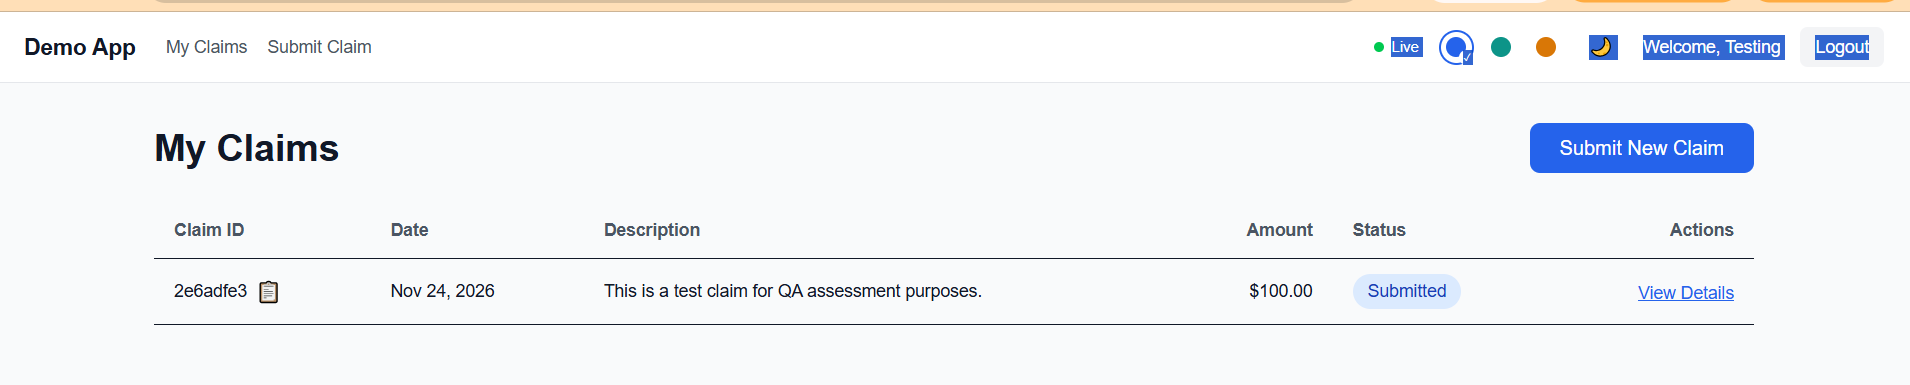 Demo App My Claims Submit Claim Live Welcome, Testing Logout
My Claims Submit New Claim
Claim ID Date Description Amount Status Actions
2e6adfe3 Nov 24, 2026 This is a test claim for QA assessment purposes. $100.00 Submitted View Details